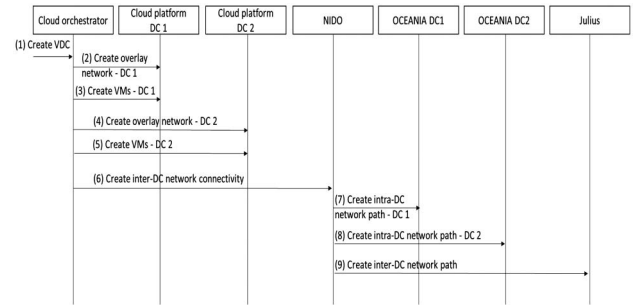 Cloud orchestrator
Cloud platform
DC 1
Cloud platform
DC 2
NIDO
OCEANIA DC1
OCEANIA DC2
Julius
(1) Create VDC
(2) Create overlay
network - DC 1
(3) Create VMs - DC 1
(4) Create overlay network - DC 2
(5) Create VMs - DC 2
(6) Create inter-DC network connectivity
(7) Create intra-DC
network path - DC 1
(8) Create intra-DC network path - DC 2
(9) Create inter-DC network path